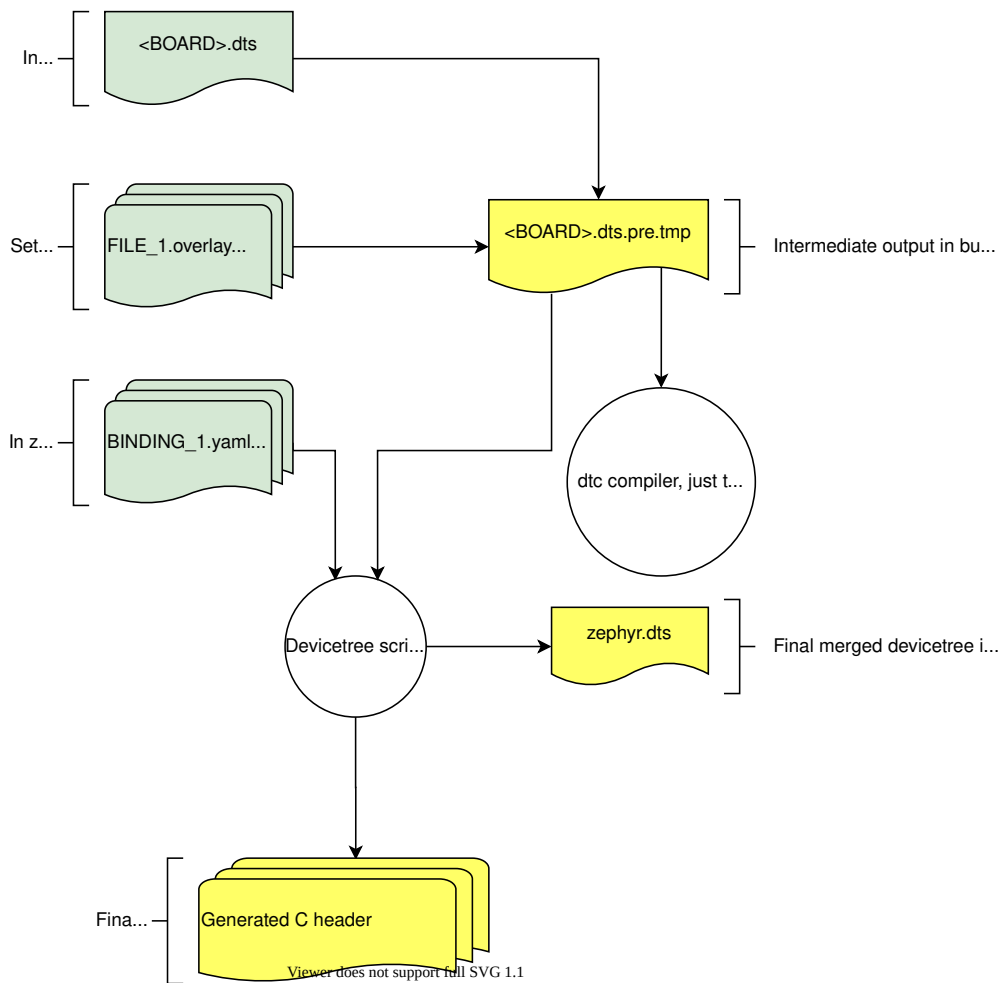 <BOARD>.dts
In...
Set...
FILE_1.overlay...
<BOARD>.dts.pre.tmp
Intermediate output in bu...
In z...
BINDING_1.yaml...
dtc compiler, just t...
Devicetree scri...
zephyr.dts
Final merged devicetree i...
Fina...
Generated C header
Viewer does not support full SVG 1.1